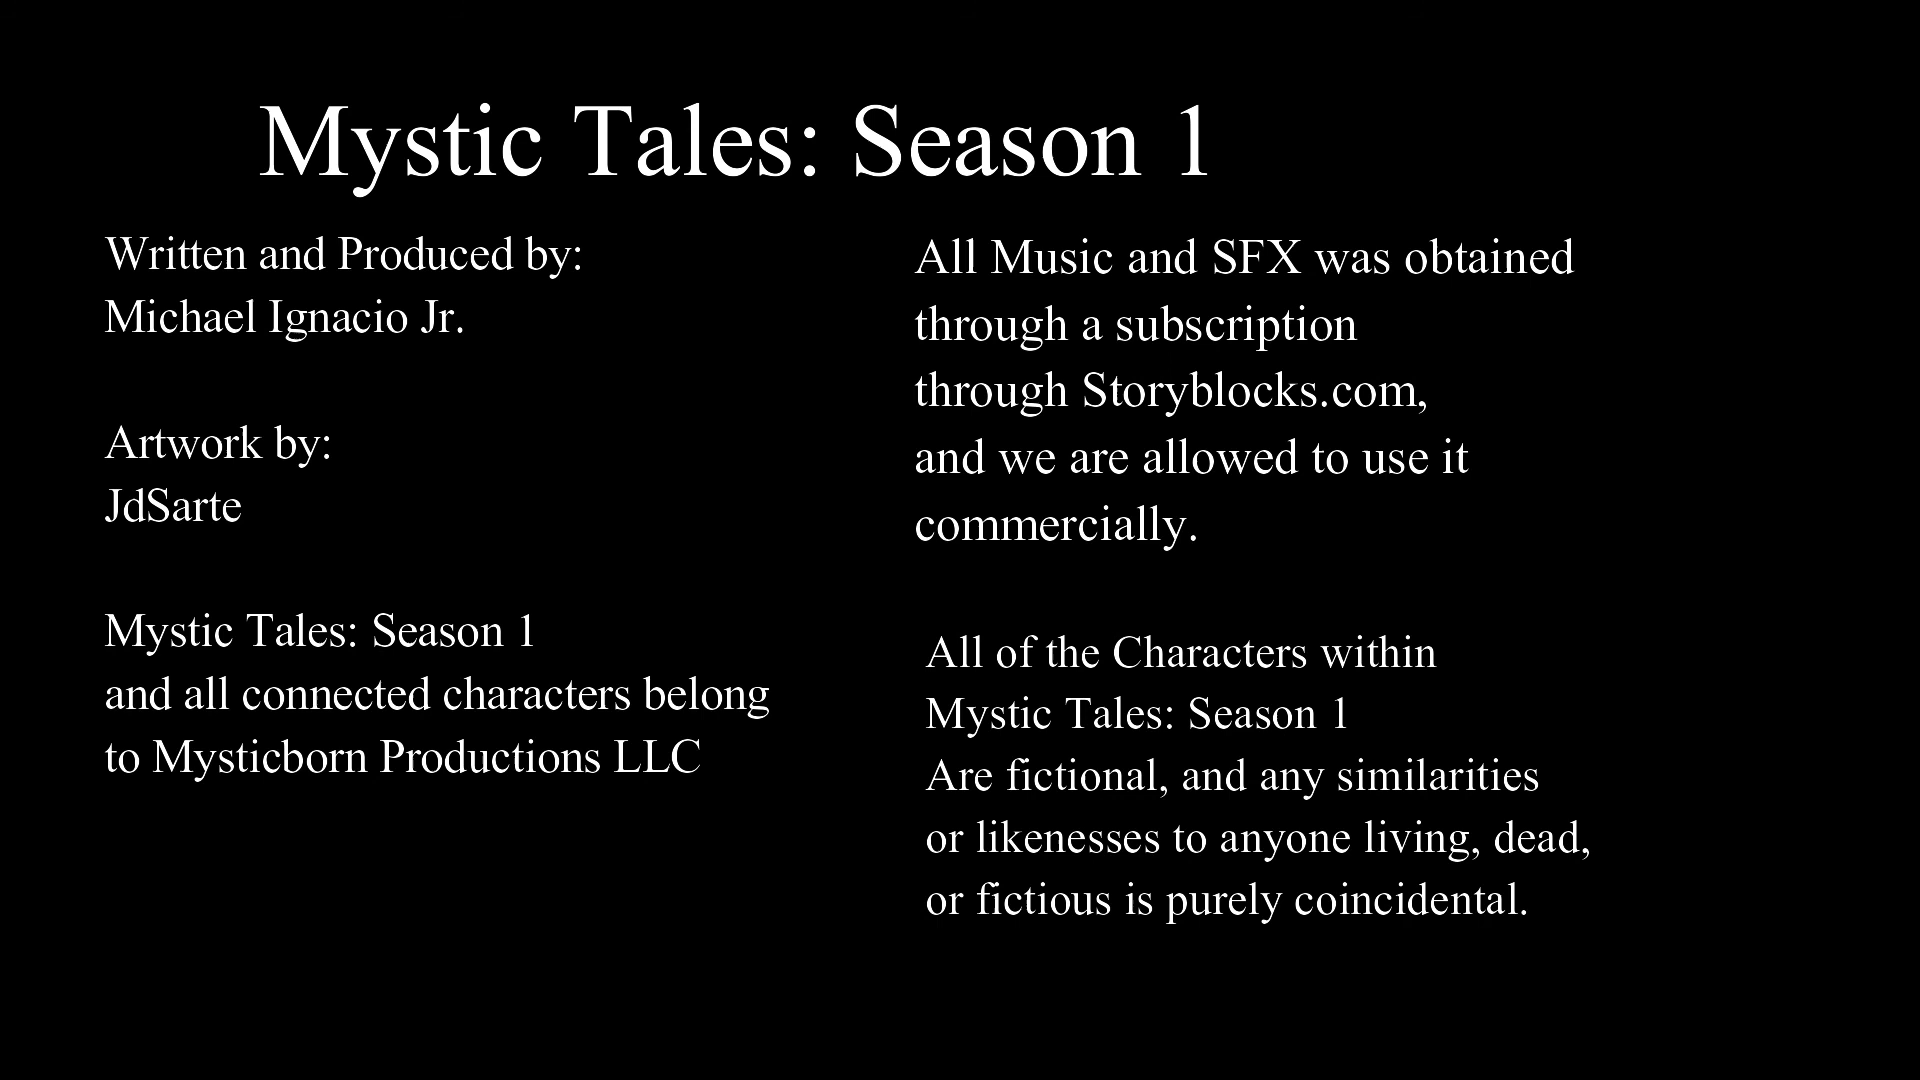 Mystic Tales: Season 1
Written and Produced by:
Michael Ignacio Jr.
Artwork by:
JdSarte
Mystic Tales: Season 1
and all connected characters belong
to Mysticborn Productions LLC
All Music and SFX was obtained
through a subscription
through Storyblocks.com,
and we are allowed to use it
commercially.
All of the Characters within
Mystic Tales: Season 1
Are fictional, and any similarities
or likenesses to anyone living, dead,
or fictious is purely coincidental.